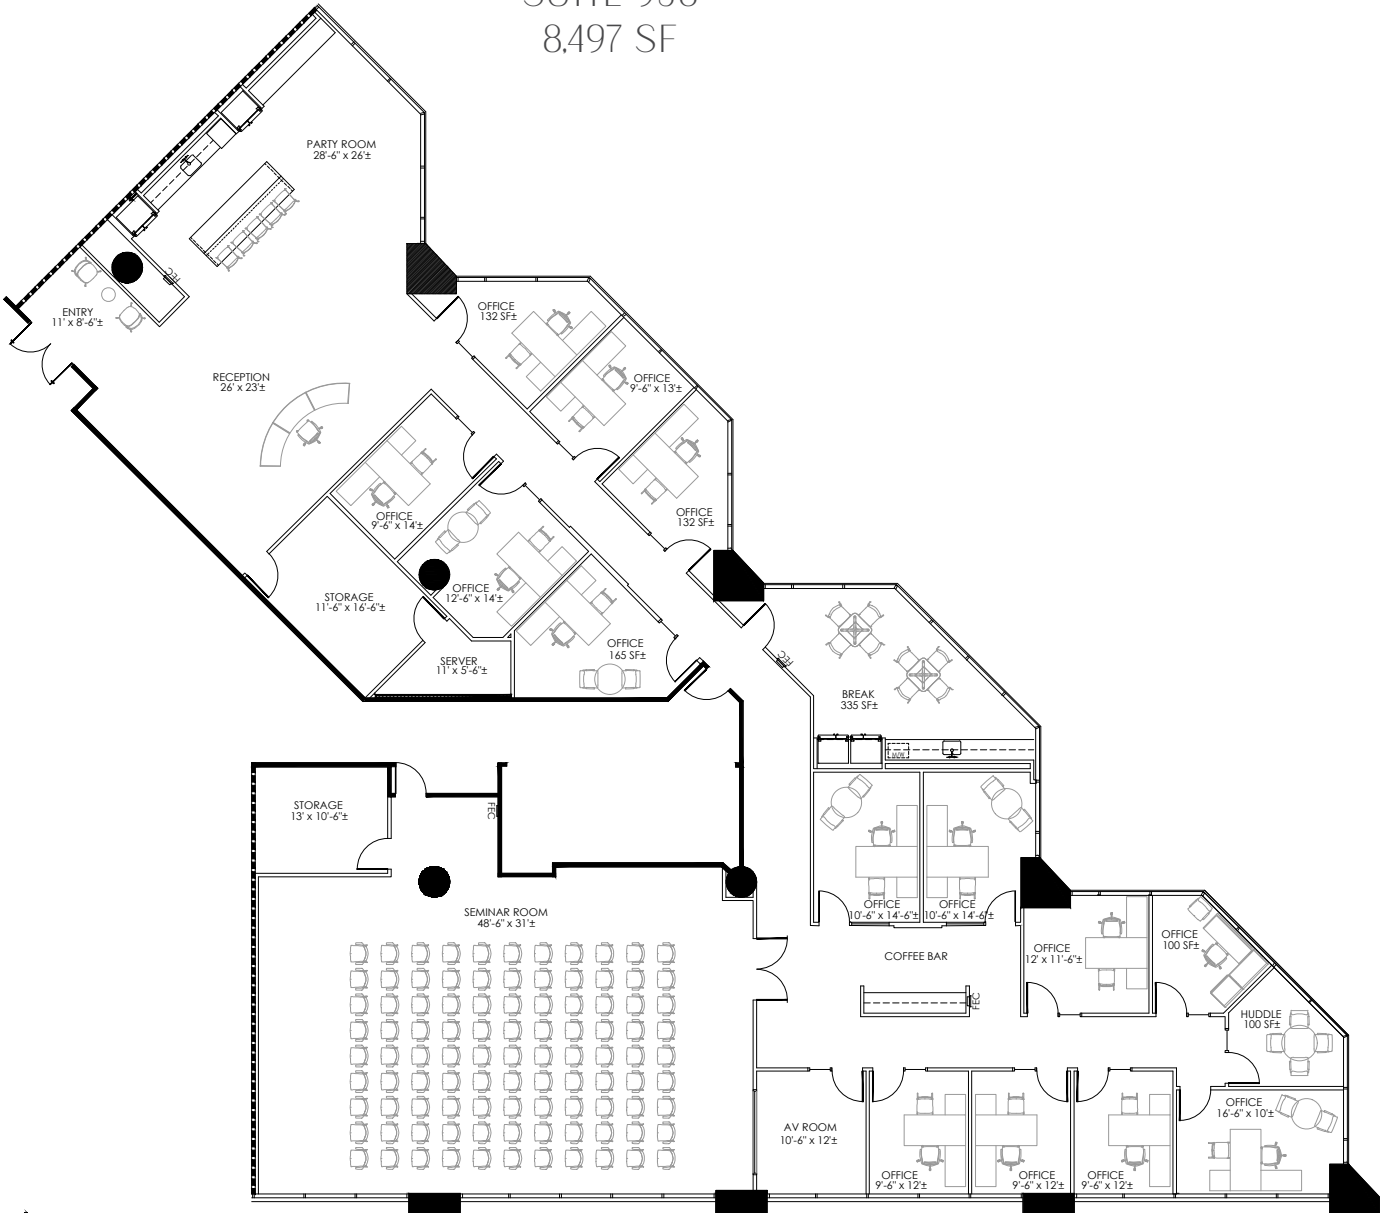 8,497 SF
PARTY ROOM
28'-6" x 26'±
FEC
ENTRY
11' x 8'-6"±
OFFICE
132 SF±
OFFICE
9'-6" x 13'±
RECEPTION
26' x 23'±
OFFICE
9'-6" x 14'±
OFFICE
132 SF±
STORAGE
11'-6" x 16'-6"±
OFFICE
12'-6" x 14'±
OFFICE
165 SF±
SERVER
11' x 5'-6"±
FEC
BREAK
335 SF±
M/W
STORAGE
13' x 10'-6"±
FEC
SEMINAR ROOM
48'-6" x 31'±
OFFICE
10'-6" x 14'-6"±
OFFICE
10'-6" x 14'-6"±
COFFEE BAR
FEC
OFFICE
12' x 11'-6"±
OFFICE
100 SF±
HUDDLE
100 SF±
OFFICE
16'-6" x 10'±
AV ROOM
10'-6" x 12'±
OFFICE
9'-6" x 12'±
OFFICE
9'-6" x 12'±
OFFICE
9'-6" x 12'±